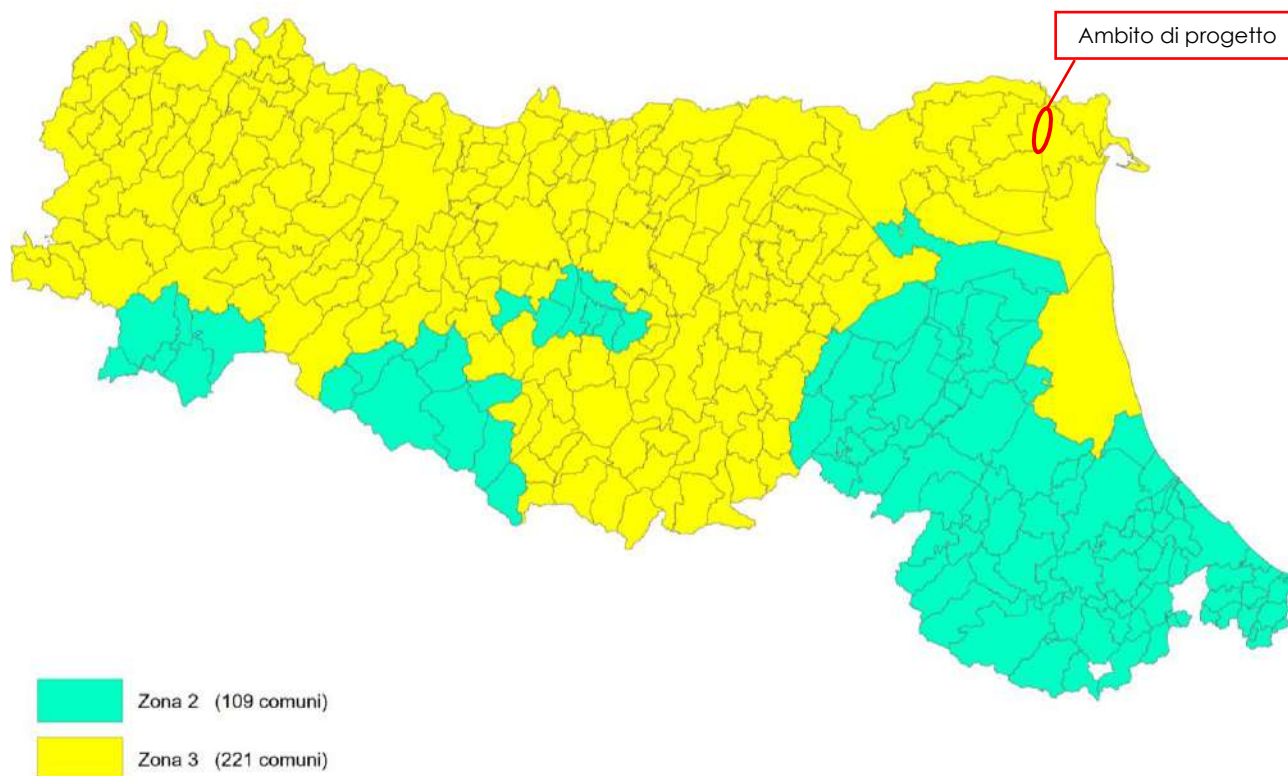 Ambito di progetto
Zona 2 (109 comuni)
Zona 3 (221 comuni)